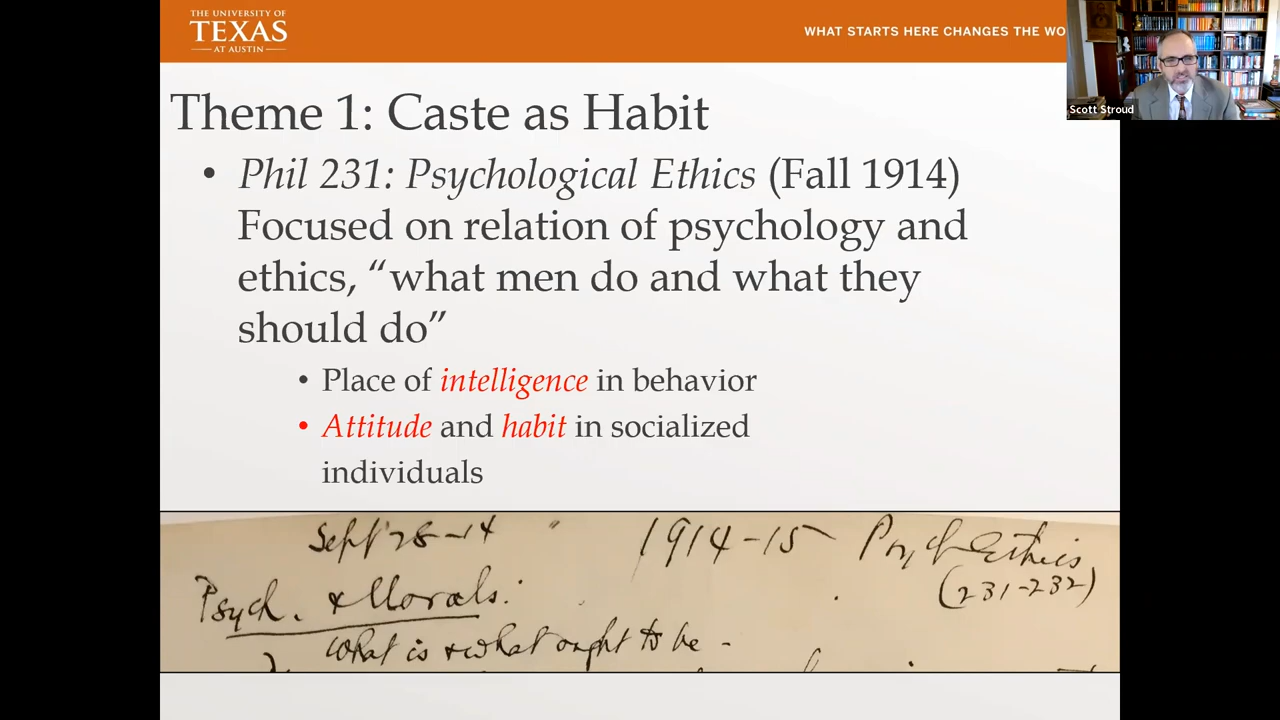 THE UNIVERSITY OF
TEXAS
AT AUSTIN
WHAT STARTS HERE CHANGES THE WO
Scott Stroud
Theme 1: Caste as Habit
• Phil 231: Psychological Ethics (Fall 1914)
Focused on relation of psychology and
ethics, “what men do and what they
should do”
• Place of intelligence in behavior
• Attitude and habit in socialized
individuals
Sept 28-14 " 1914-15 Psych Ethics
(231-232)
Psych. & Morals:
What is & what ought to be -